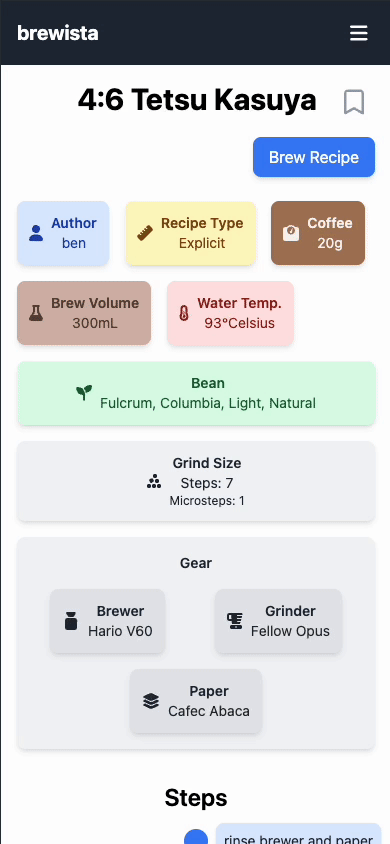 brewista
4:6 Tetsu Kasuya
Brew Recipe
Author
ben
Recipe Type
Explicit
Coffee
20g
Brew Volume
300mL
Water Temp.
93°Celsius
Bean
Fulcrum, Columbia, Light, Natural
Grind Size
Steps: 7
Microsteps: 1
Gear
Brewer
Hario V60
Grinder
Fellow Opus
Paper
Cafec Abaca
Steps
rinse brewer and paper